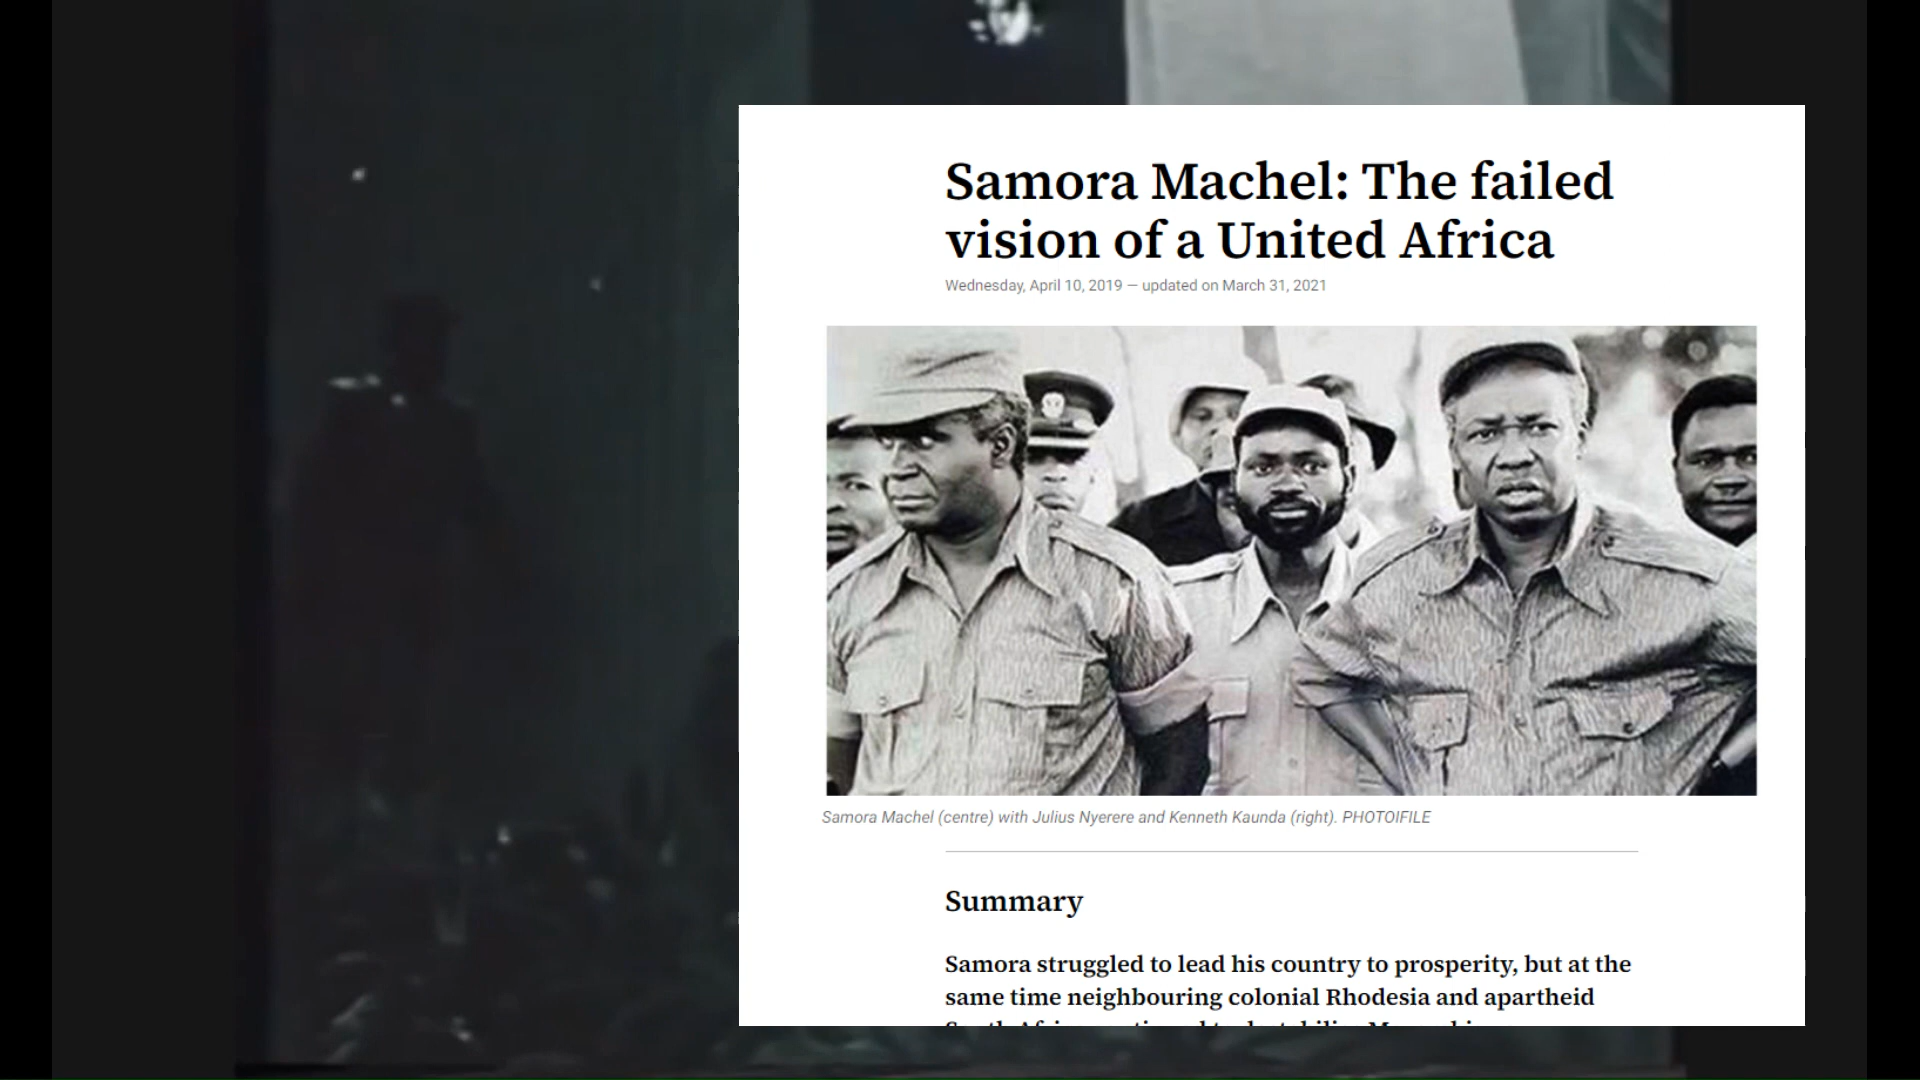 Samora Machel: The failed
vision of a United Africa
Wednesday, April 10, 2019 — updated on March 31, 2021
Samora Machel (centre) with Julius Nyerere and Kenneth Kaunda (right). PHOTOIFILE
Summary
Samora struggled to lead his country to prosperity, but at the
same time neighbouring colonial Rhodesia and apartheid